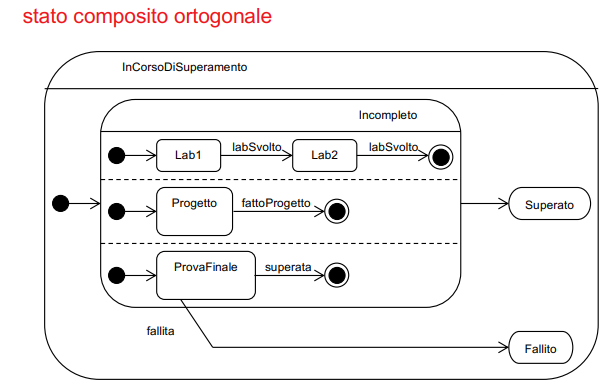 stato composito ortogonale
InCorsoDiSuperamento
Incompleto
Lab1
labSvolto
Lab2
labSvolto
Progetto
fattoProgetto
Superato
ProvaFinale
superata
fallita
Fallito